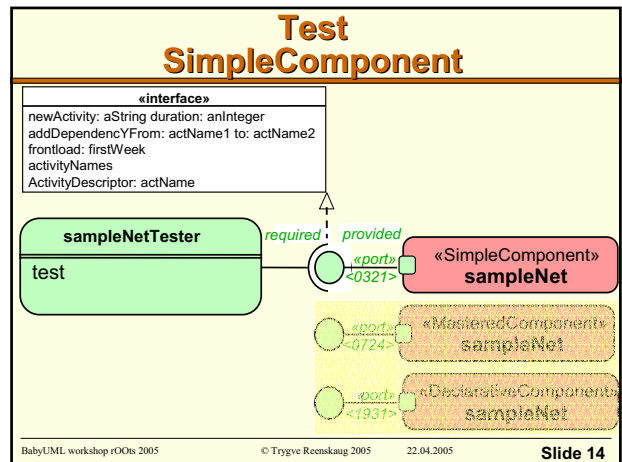 Test
SimpleComponent
«interface»
newActivity: aString duration: anInteger
addDependencYFrom: actName1 to: actName2
frontload: firstWeek
activityNames
ActivityDescriptor: actName
sampleNetTester
test
required provided
«port»
<0321>
«SimpleComponent»
sampleNet
«port»
<0724>
«MasteredComponent»
sampleNet
«port»
<1931>
«DeclarativeComponent»
sampleNet
BabyUML workshop rOOts 2005 © Trygve Reenskaug 2005 22.04.2005 Slide 14